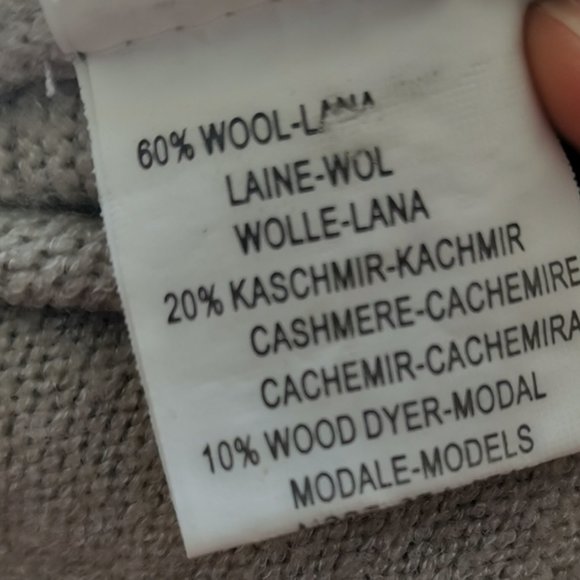 60% WOOL-LANA
LAINE-WOL
WOLLE-LANA
20% KASCHMIR-KACHMIR
CASHMERE-CACHEMIRE
CACHEMIR-CACHEMIRA
10% WOOD DYER-MODAL
MODALE-MODELS